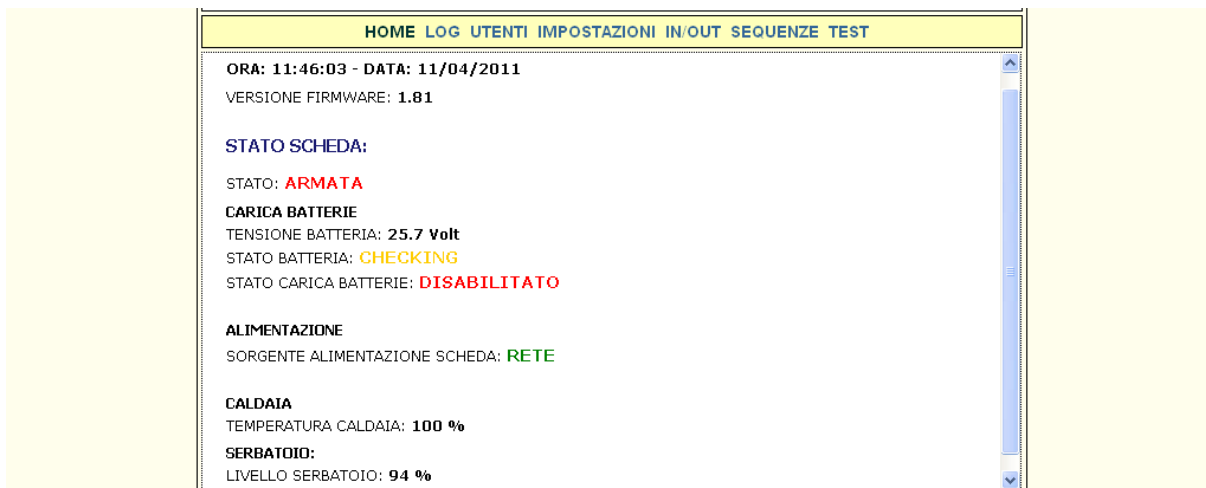 HOME LOG UTENTI IMPOSTAZIONI IN/OUT SEQUENZE TEST
ORA: 11:46:03 - DATA: 11/04/2011
VERSIONE FIRMWARE: 1.81
STATO SCHEDA:
STATO: ARMATA
CARICA BATTERIE
TENSIONE BATTERIA: 25.7 Volt
STATO BATTERIA: CHECKING
STATO CARICA BATTERIE: DISABILITATO
ALIMENTAZIONE
SORGENTE ALIMENTAZIONE SCHEDA: RETE
CALDAIA
TEMPERATURA CALDAIA: 100 %
SERBATOIO:
LIVELLO SERBATOIO: 94 %